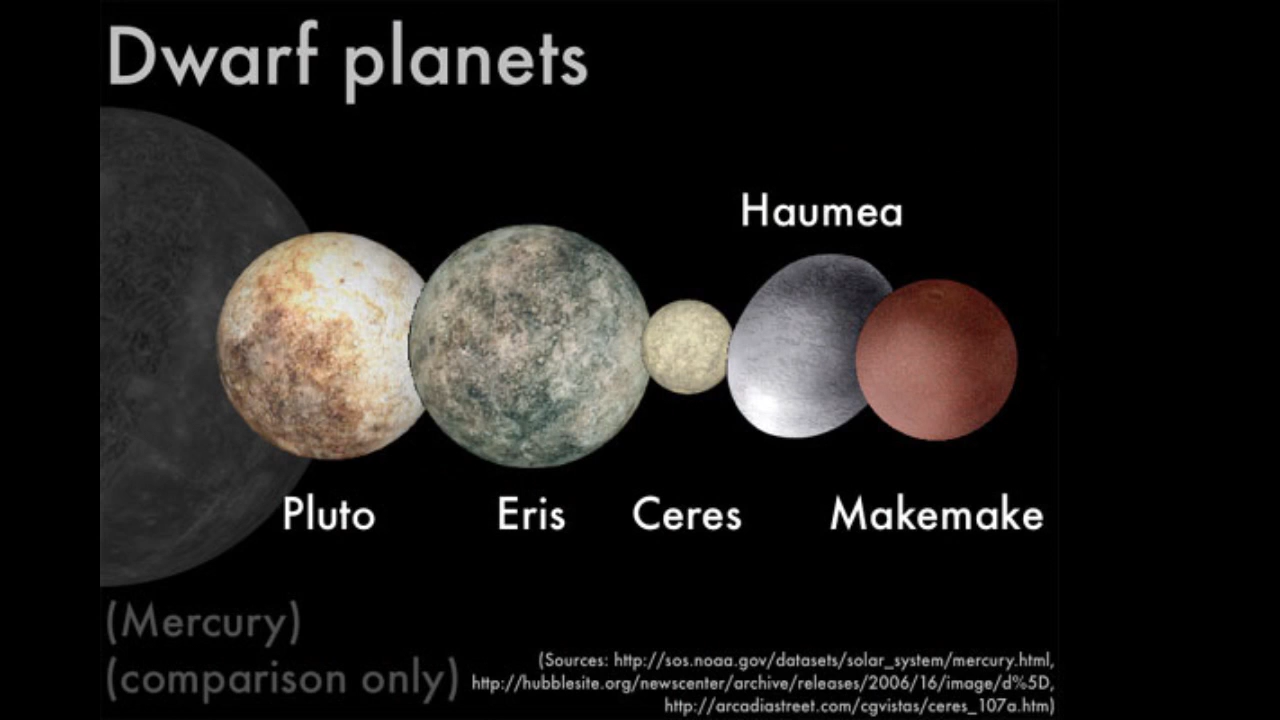 Dwarf planets
Haumea
Pluto Eris Ceres Makemake
(Mercury)
(comparison only)
(Sources: http://sos.noaa.gov/datasets/solar_system/mercury.html,
http://hubblesite.org/newscenter/archive/releases/2006/16/image/d%5D,
http://arcadiastreet.com/cgvistas/ceres_107a.htm)